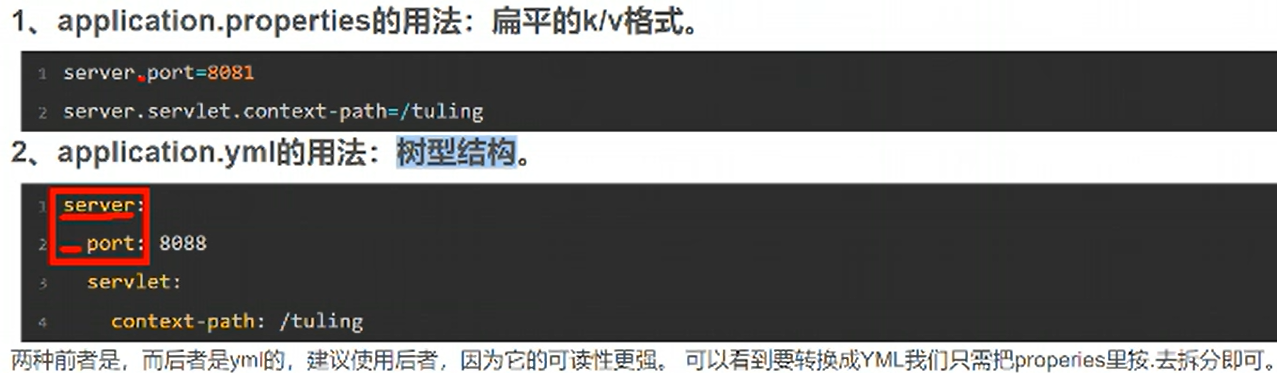 1、application.properties的用法：扁平的k/v格式。
1 server.port=8081
2 server.servlet.context-path=/tuling
2、application.yml的用法：树型结构。
1 server:
2 port: 8088
3 servlet:
4 context-path: /tuling
两种前者是，而后者是yml的，建议使用后者，因为它的可读性更强。 可以看到要转换成YML我们只需把properies里按.去拆分即可。